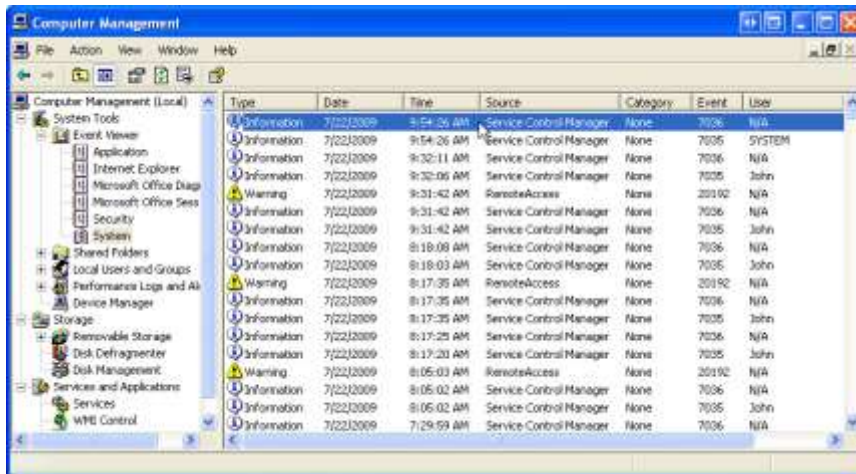 Computer Management
File Action View Window Help
Computer Management (Local)
System Tools
Event Viewer
Application
Internet Explorer
Microsoft Office Diag
Microsoft Office Sess
Security
System
Shared Folders
Local Users and Groups
Performance Logs and Al
Device Manager
Storage
Removable Storage
Disk Defragmenter
Disk Management
Services and Applications
Services
WMI Control
Type Date Time Source Category Event User
Information 7/22/2009 9:54:26 AM Service Control Manager None 7036 N/A
Information 7/22/2009 9:54:26 AM Service Control Manager None 7035 SYSTEM
Information 7/22/2009 9:32:11 AM Service Control Manager None 7036 N/A
Information 7/22/2009 9:32:06 AM Service Control Manager None 7035 John
Warning 7/22/2009 9:31:42 AM RemoteAccess None 20192 N/A
Information 7/22/2009 9:31:42 AM Service Control Manager None 7036 N/A
Information 7/22/2009 9:31:42 AM Service Control Manager None 7035 John
Information 7/22/2009 8:18:08 AM Service Control Manager None 7036 N/A
Information 7/22/2009 8:18:03 AM Service Control Manager None 7035 John
Warning 7/22/2009 8:17:35 AM RemoteAccess None 20192 N/A
Information 7/22/2009 8:17:35 AM Service Control Manager None 7036 N/A
Information 7/22/2009 8:17:35 AM Service Control Manager None 7035 John
Information 7/22/2009 8:17:25 AM Service Control Manager None 7036 N/A
Information 7/22/2009 8:17:20 AM Service Control Manager None 7035 John
Warning 7/22/2009 8:05:03 AM RemoteAccess None 20192 N/A
Information 7/22/2009 8:05:02 AM Service Control Manager None 7036 N/A
Information 7/22/2009 8:05:02 AM Service Control Manager None 7035 John
Information 7/22/2009 7:29:59 AM Service Control Manager None 7036 N/A